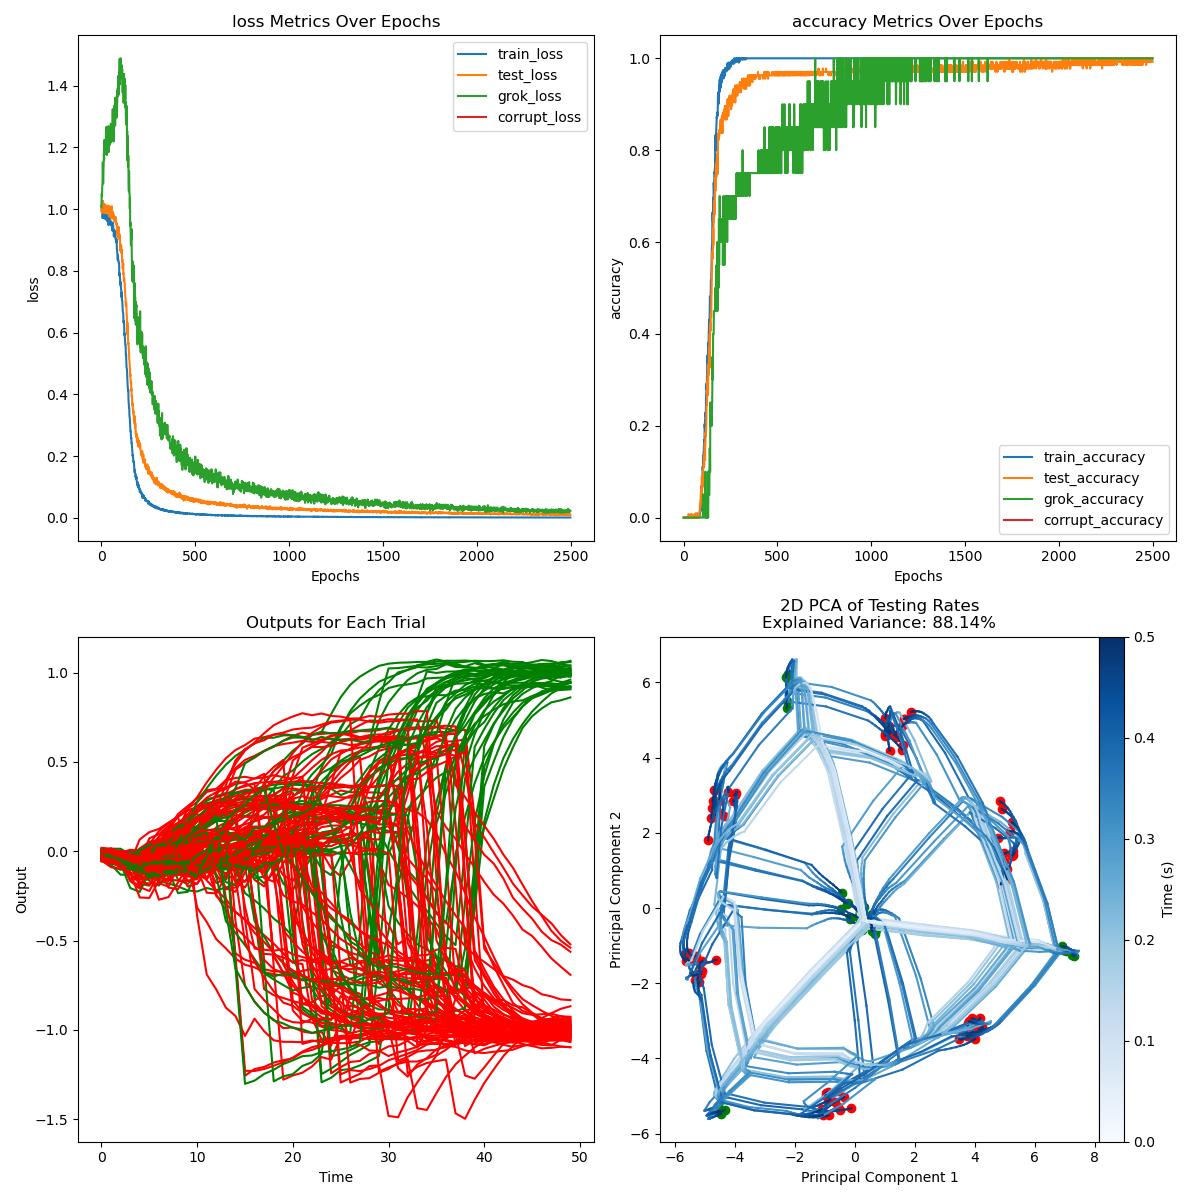 loss Metrics Over Epochs
1.4
1.2
1.0
0.8
0.6
0.4
0.2
0.0
loss
train_loss
test_loss
grok_loss
corrupt_loss
0
500
1000
1500
2000
2500
Epochs
accuracy Metrics Over Epochs
1.0
0.8
0.6
0.4
0.2
0.0
accuracy
train_accuracy
test_accuracy
grok_accuracy
corrupt_accuracy
0
500
1000
1500
2000
2500
Epochs
Outputs for Each Trial
1.0
0.5
0.0
−0.5
−1.0
−1.5
Output
0
10
20
30
40
50
Time
2D PCA of Testing Rates
Explained Variance: 88.14%
6
4
2
0
−2
−4
−6
Principal Component 2
−6
−4
−2
0
2
4
6
8
Principal Component 1
0.5
0.4
0.3
0.2
0.1
0.0
Time (s)